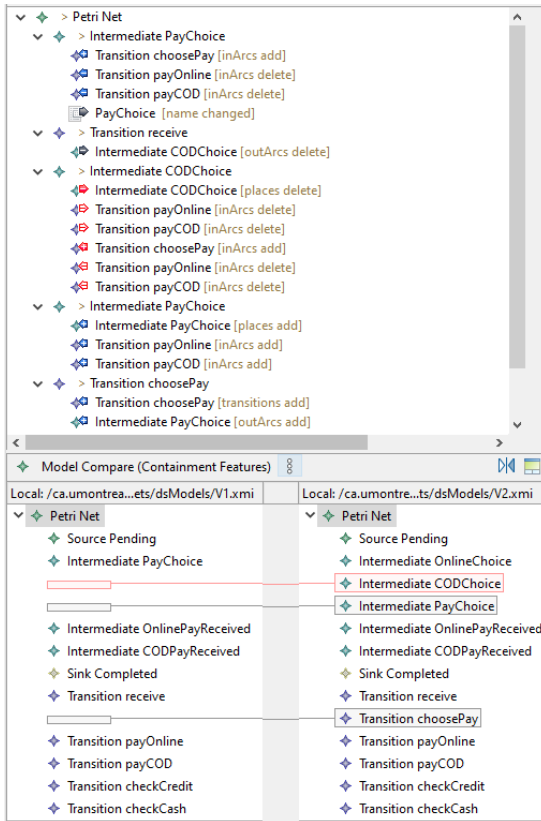 > Petri Net
> Intermediate PayChoice
Transition choosePay [inArcs add]
Transition payOnline [inArcs delete]
Transition payCOD [inArcs delete]
PayChoice [name changed]
> Transition receive
Intermediate CODChoice [outArcs delete]
> Intermediate CODChoice
Intermediate CODChoice [places delete]
Transition payOnline [inArcs delete]
Transition payCOD [inArcs delete]
Transition choosePay [inArcs add]
Transition payOnline [inArcs delete]
Transition payCOD [inArcs delete]
> Intermediate PayChoice
Intermediate PayChoice [places add]
Transition payOnline [inArcs add]
Transition payCOD [inArcs add]
> Transition choosePay
Transition choosePay [transitions add]
Intermediate PayChoice [outArcs add]
Model Compare (Containment Features)
Local: /ca.umontrea...ets/dsModels/V1.xmi
Petri Net
Source Pending
Intermediate PayChoice
Intermediate OnlinePayReceived
Intermediate CODPayReceived
Sink Completed
Transition receive
Transition payOnline
Transition payCOD
Transition checkCredit
Transition checkCash
Local: /ca.umontre...ts/dsModels/V2.xmi
Petri Net
Source Pending
Intermediate OnlineChoice
Intermediate CODChoice
Intermediate PayChoice
Intermediate OnlinePayReceived
Intermediate CODPayReceived
Sink Completed
Transition receive
Transition choosePay
Transition payOnline
Transition payCOD
Transition checkCredit
Transition checkCash